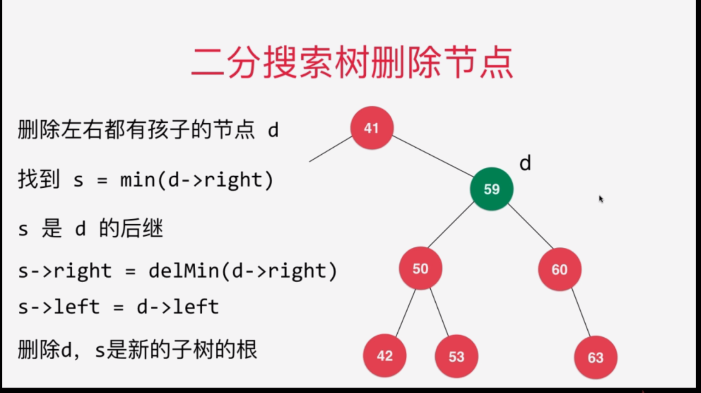 二分搜索树删除节点
删除左右都有孩子的节点 d
找到 s = min(d->right)
s 是 d 的后继
s->right = delMin(d->right)
s->left = d->left
删除d，s是新的子树的根
41
d
59
50
60
42
53
63